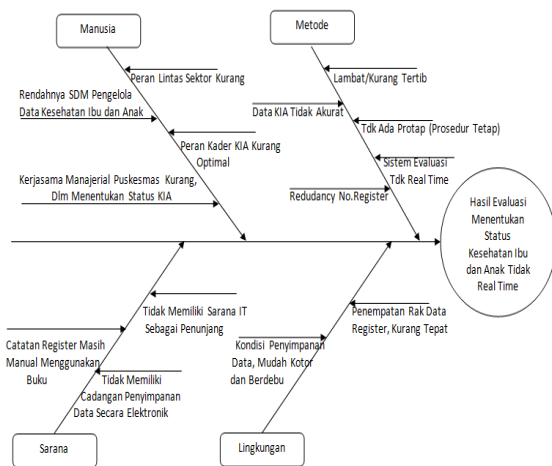 Manusia
Metode
Peran Lintas Sektor Kurang
Rendahnya SDM Pengelola
Data Kesehatan Ibu dan Anak
Peran Kader KIA Kurang
Optimal
Kerjasama Manajerial Puskesmas Kurang,
Dlm Menentukan Status KIA
Lambat/Kurang Tertib
Data KIA Tidak Akurat
Tdk Ada Protap (Prosedur Tetap)
Sistem Evaluasi
Tdk Real Time
Redudancy No.Register
Hasil Evaluasi
Menentukan
Status
Kesehatan Ibu
dan Anak Tidak
Real Time
Tidak Memiliki Sarana IT
Sebagai Penunjang
Catatan Register Masih
Manual Menggunakan
Buku
Tidak Memiliki
Cadangan Penyimpanan
Data Secara Elektronik
Penempatan Rak Data
Register, Kurang Tepat
Kondisi Penyimpanan
Data, Mudah Kotor
dan Berdebu
Sarana
Lingkungan